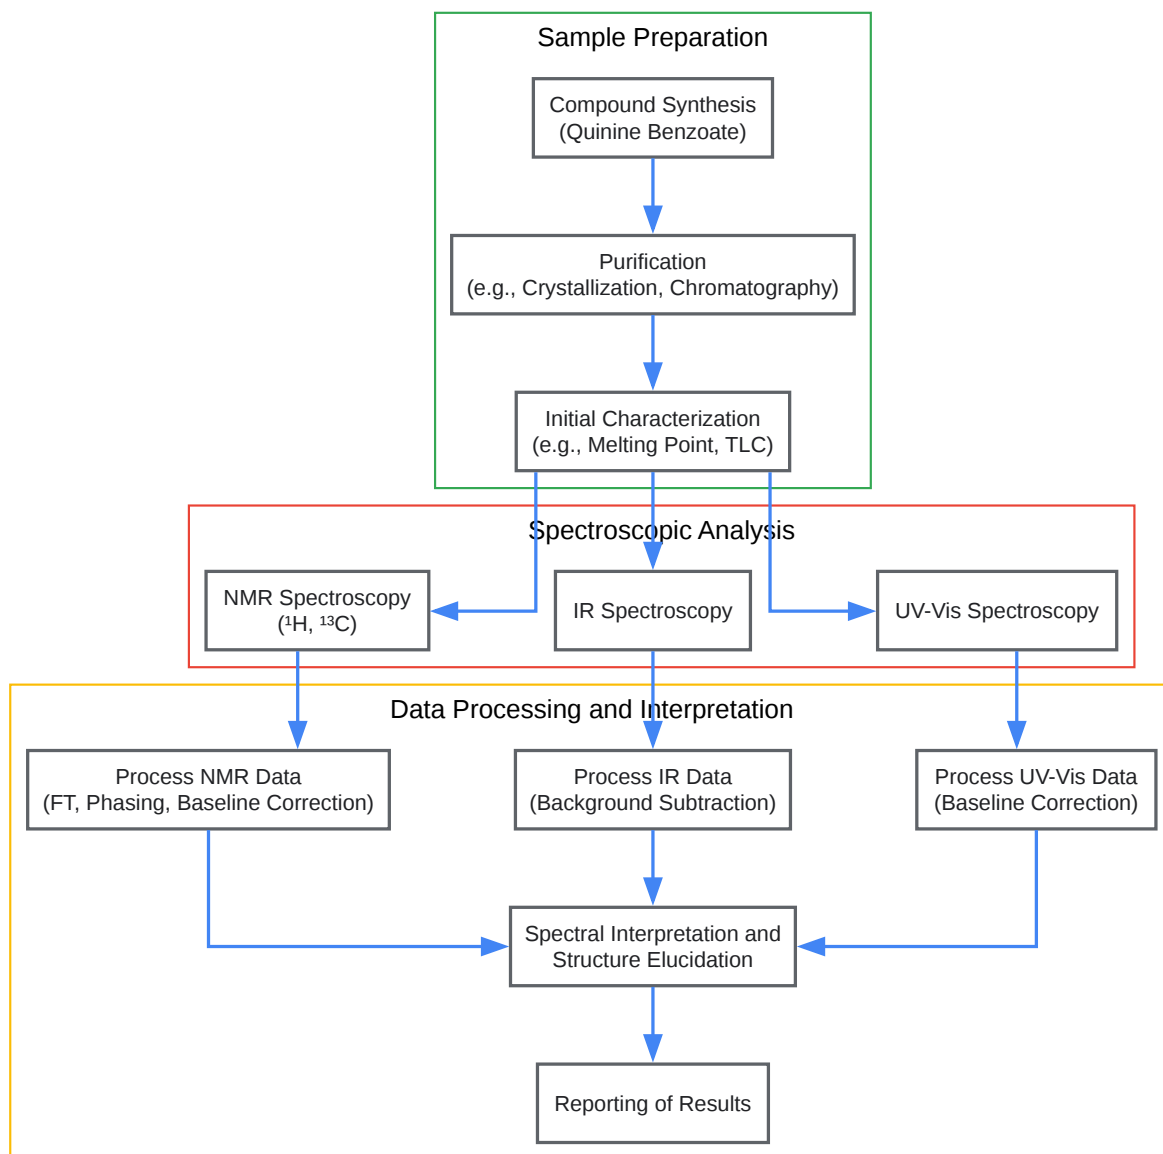 Sample Preparation
Compound Synthesis
(Quinine Benzoate)
Purification
(e.g., Crystallization, Chromatography)
Initial Characterization
(e.g., Melting Point, TLC)
Spectroscopic Analysis
NMR Spectroscopy
(¹H, ¹³C)
IR Spectroscopy
UV-Vis Spectroscopy
Data Processing and Interpretation
Process NMR Data
(FT, Phasing, Baseline Correction)
Process IR Data
(Background Subtraction)
Process UV-Vis Data
(Baseline Correction)
Spectral Interpretation and
Structure Elucidation
Reporting of Results